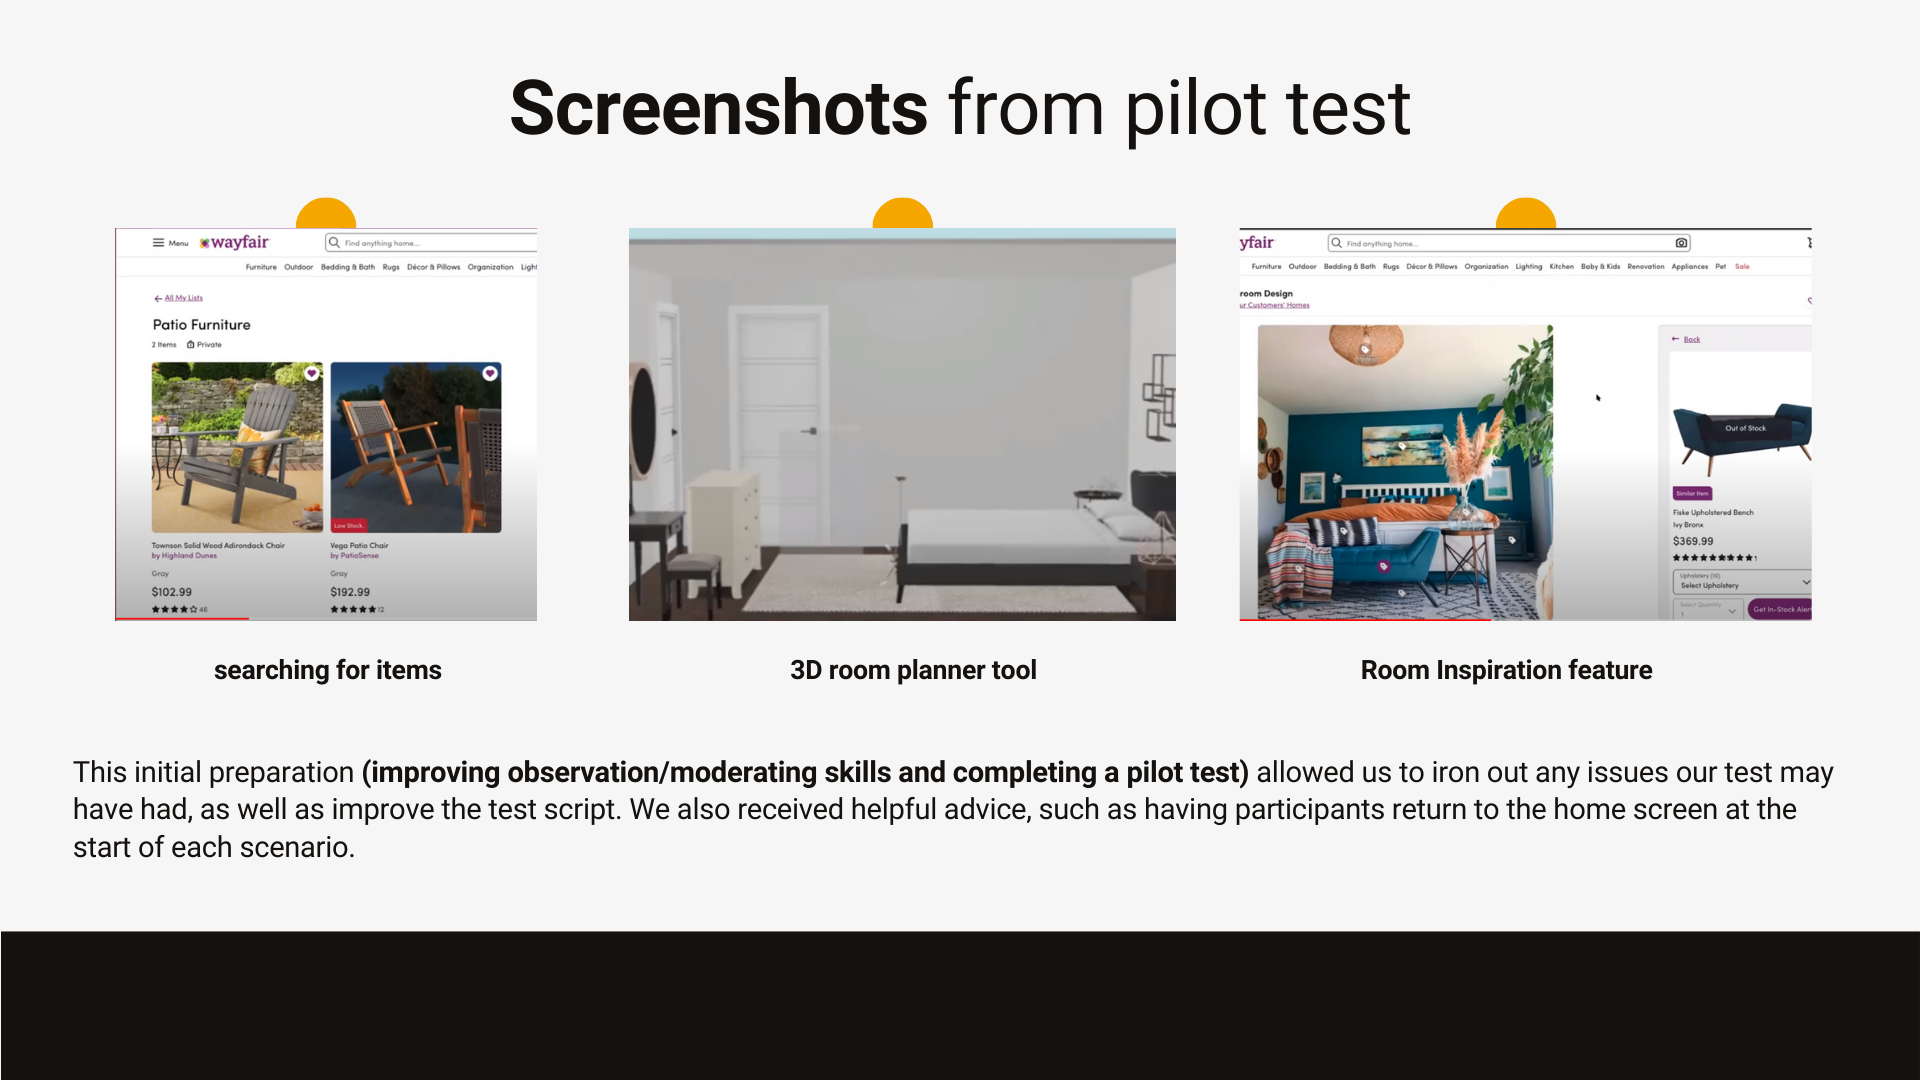 Screenshots from pilot test
Menu wayfair Find anything home...
Furniture Outdoor Bedding & Bath Rugs Décor & Pillows Organization Light
← All My Lists
Patio Furniture
2 Items Private
Low Stock.
Townson Solid Wood Adirondack Chair
by Highland Dunes
Gray
$102.99
46
Vega Patio Chair
by PatioSense
Gray
$192.99
12
yfair Find anything home...
Furniture Outdoor Bedding & Bath Rugs Décor & Pillows Organization Lighting Kitchen Baby & Kids Renovation Appliances Pet Sale
room Design
ur Customers' Homes
← Back
Out of Stock
Similar Item
Fiske Upholstered Bench
Ivy Bronx
$369.99
Upholstery (10)
Select Upholstery
Select Quantity
1
Get In-Stock Aler
searching for items
3D room planner tool
Room Inspiration feature
This initial preparation (improving observation/moderating skills and completing a pilot test) allowed us to iron out any issues our test may
have had, as well as improve the test script. We also received helpful advice, such as having participants return to the home screen at the
start of each scenario.